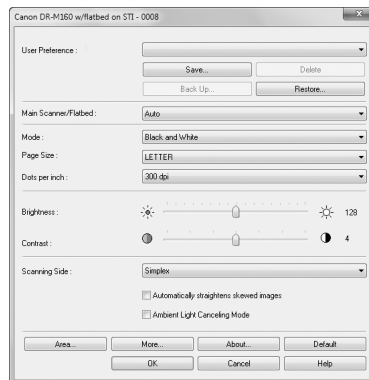 Canon DR-M160 w/flatbed on STI - 0008
User Preference :
Save... Delete
Back Up... Restore...
Main Scanner/Flatbed : Auto
Mode : Black and White
Page Size : LETTER
Dots per inch : 300 dpi
Brightness : 128
Contrast : 4
Scanning Side : Simplex
Automatically straightens skewed images
Ambient Light Canceling Mode
Area... More... About... Default
OK Cancel Help